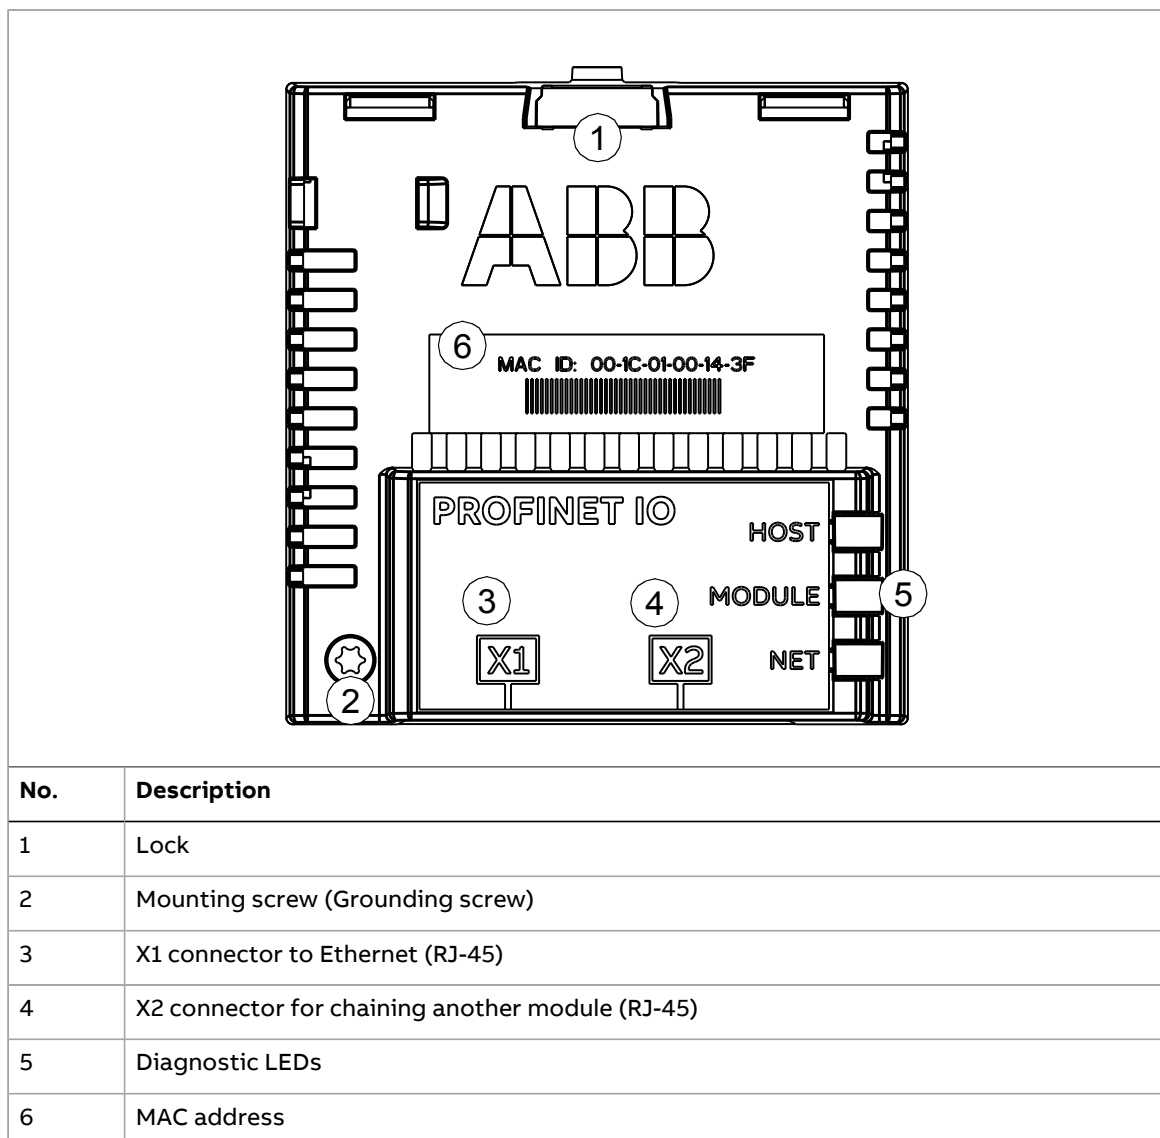 1
ABB
6
MAC ID: 00-1C-01-00-14-3F
PROFINET IO
HOST
3
4
MODULE
5
X1
X2
NET
2
No. Description
1 Lock
2 Mounting screw (Grounding screw)
3 X1 connector to Ethernet (RJ-45)
4 X2 connector for chaining another module (RJ-45)
5 Diagnostic LEDs
6 MAC address